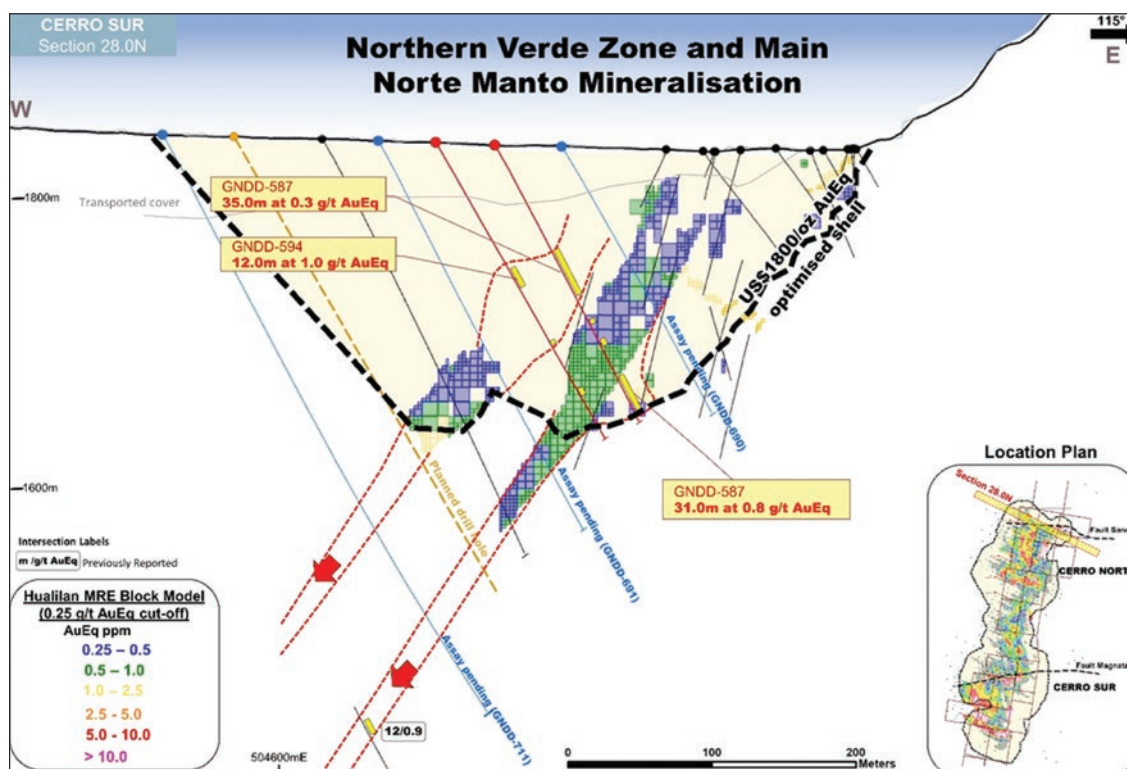 CERRO SUR
Section 28.0N
Northern Verde Zone and Main
Norte Manto Mineralisation
115°
E
W
1800m
Transported cover
GNDD-587
35.0m at 0.3 g/t AuEq
GNDD-594
12.0m at 1.0 g/t AuEq
US$1800/oz AuEq
optimised shell
Assay pending (GNDD-690)
1600m
Planned drill hole
Assay pending (GNDD-691)
GNDD-587
31.0m at 0.8 g/t AuEq
Assay pending (GNDD-711)
12/0.9
504600mE
0 100 200
Meters
Intersection Labels
m /g/t AuEq Previously Reported
Hualilan MRE Block Model
(0.25 g/t AuEq cut-off)
AuEq ppm
0.25 – 0.5
0.5 – 1.0
1.0 – 2.5
2.5 - 5.0
5.0 - 10.0
> 10.0
Location Plan
Section 28.0N
Fault Sanc
CERRO NORT
Fault Magnata
CERRO SUR